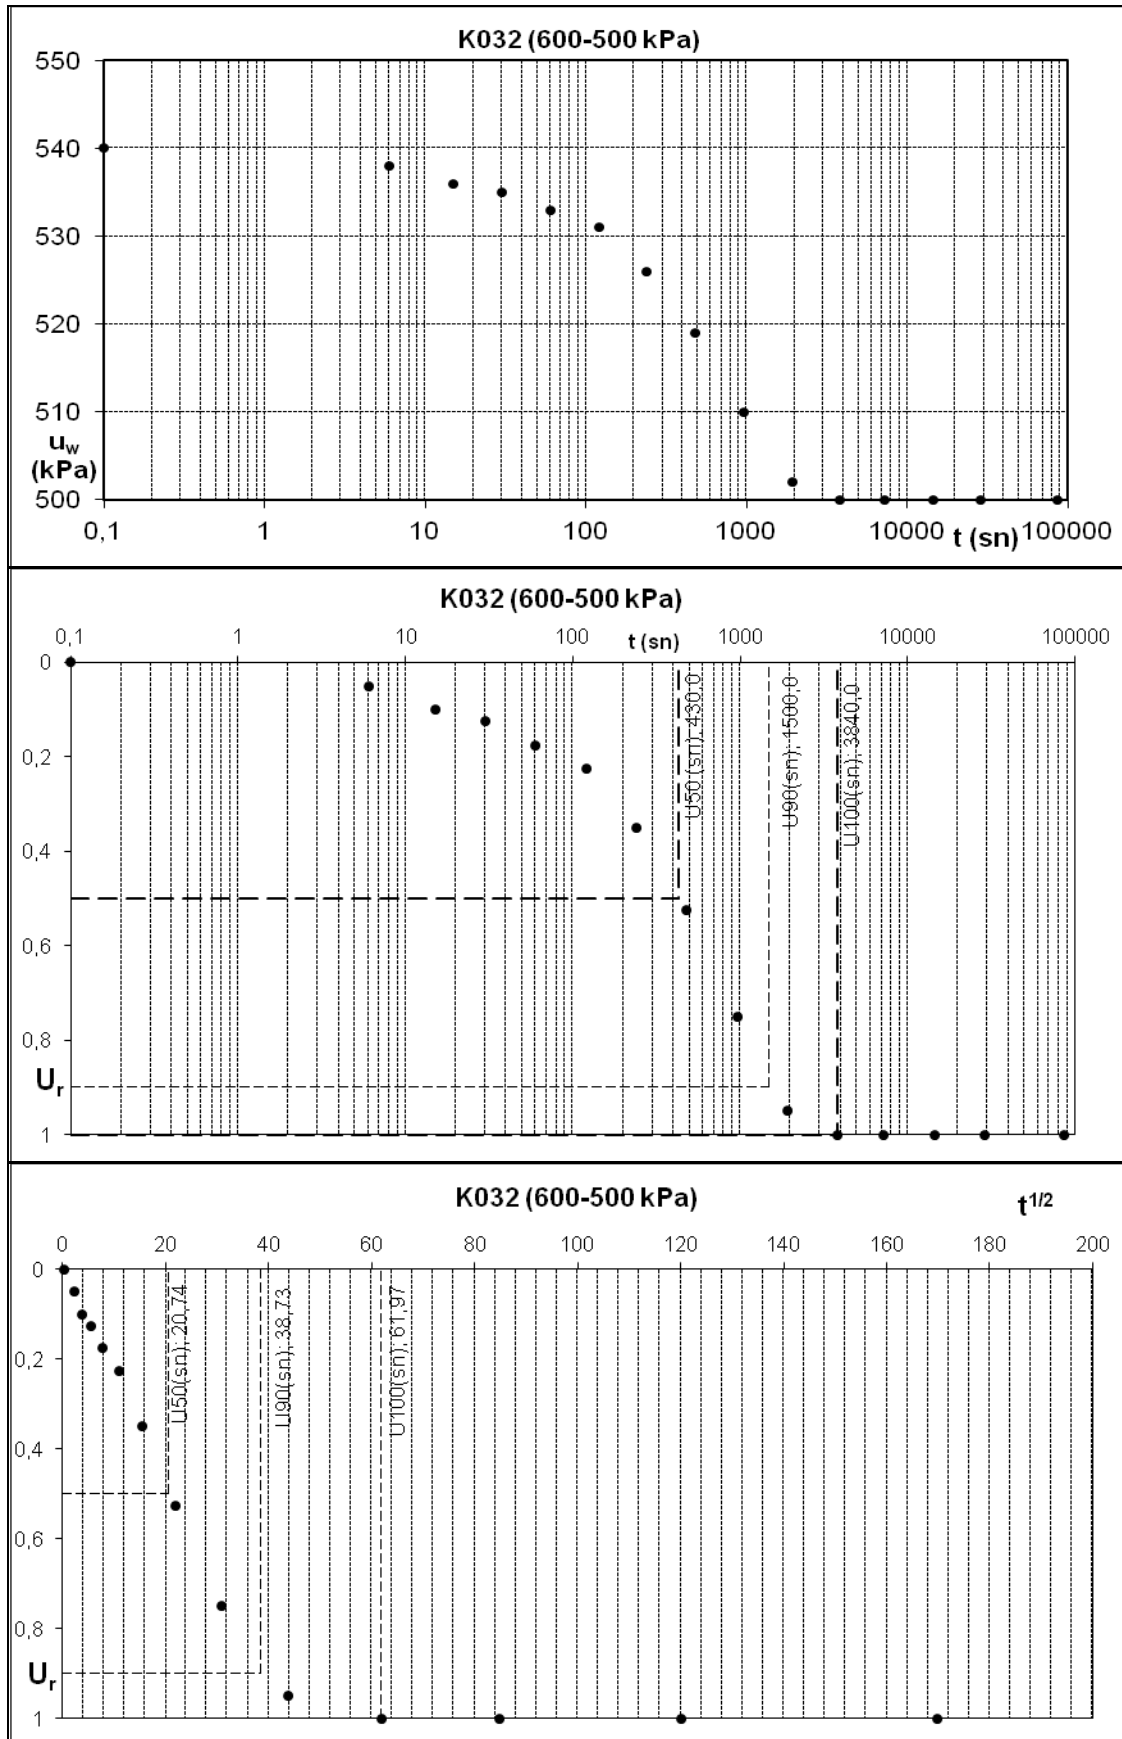 K032 (600-500 kPa)
550
540
530
520
510
u_w
(kPa)
500
0,1 1 10 100 1000 10000 t (sn) 100000
K032 (600-500 kPa)
0,1 1 10 100 t (sn) 1000 10000 100000
0
0,2
0,4
0,6
0,8
U_r
1
U50(sn); 430,0
U90(sn); 1500,0
U100(sn); 3840,0
K032 (600-500 kPa) t^1/2
0 20 40 60 80 100 120 140 160 180 200
0
0,2
0,4
0,6
0,8
U_r
1
U50(sn); 20,74
U90(sn); 38,73
U100(sn); 61,97